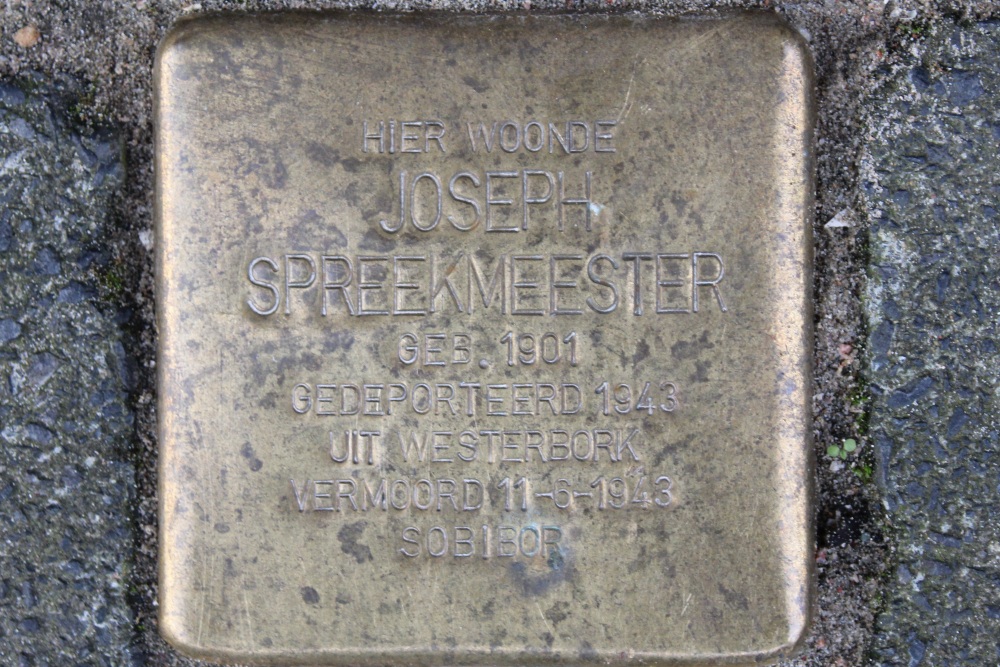 HIER WOONDE
JOSEPH
SPREEKMEESTER
GEB. 1901
GEDEPORTEERD 1943
UIT WESTERBORK
VERMOORD 11-6-1943
SOBIBOR